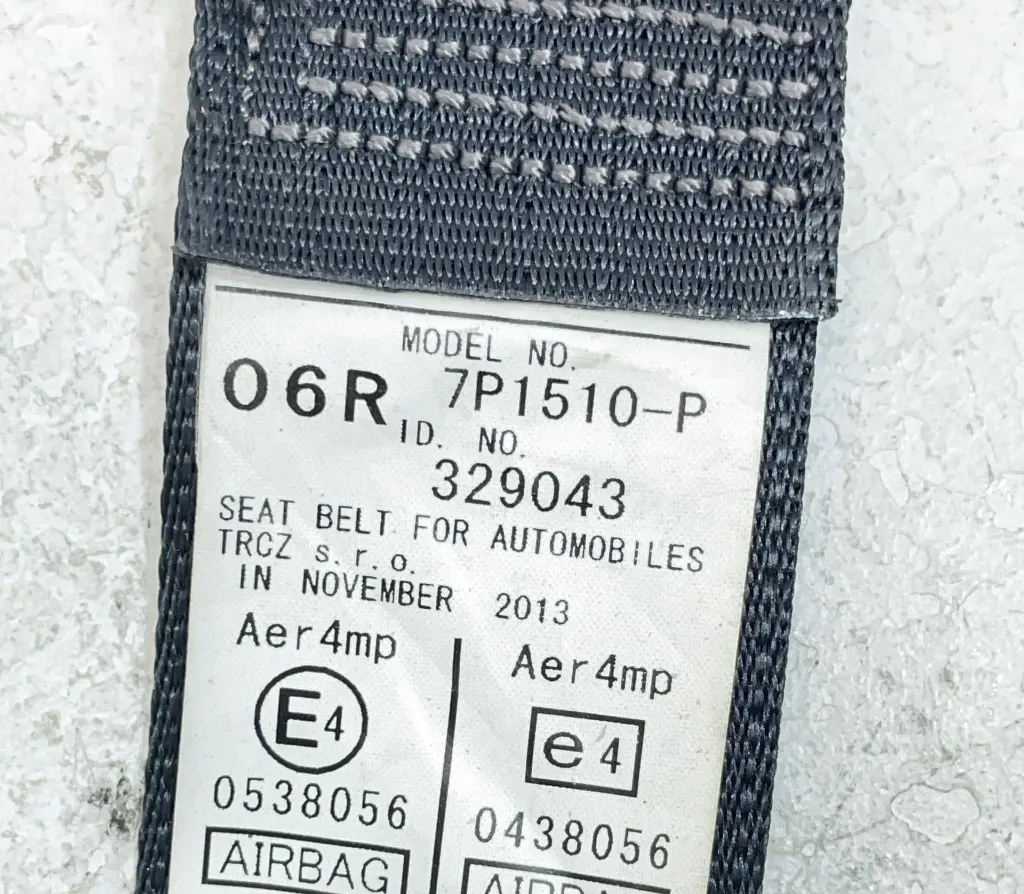 MODEL NO.
06R 7P1510-P
ID. NO.
329043
SEAT BELT FOR AUTOMOBILES
TRCZ s.r.o.
IN NOVEMBER 2013
Aer4mp Aer4mp
E4 e4
0538056 0438056
AIRBAG AIRBAG